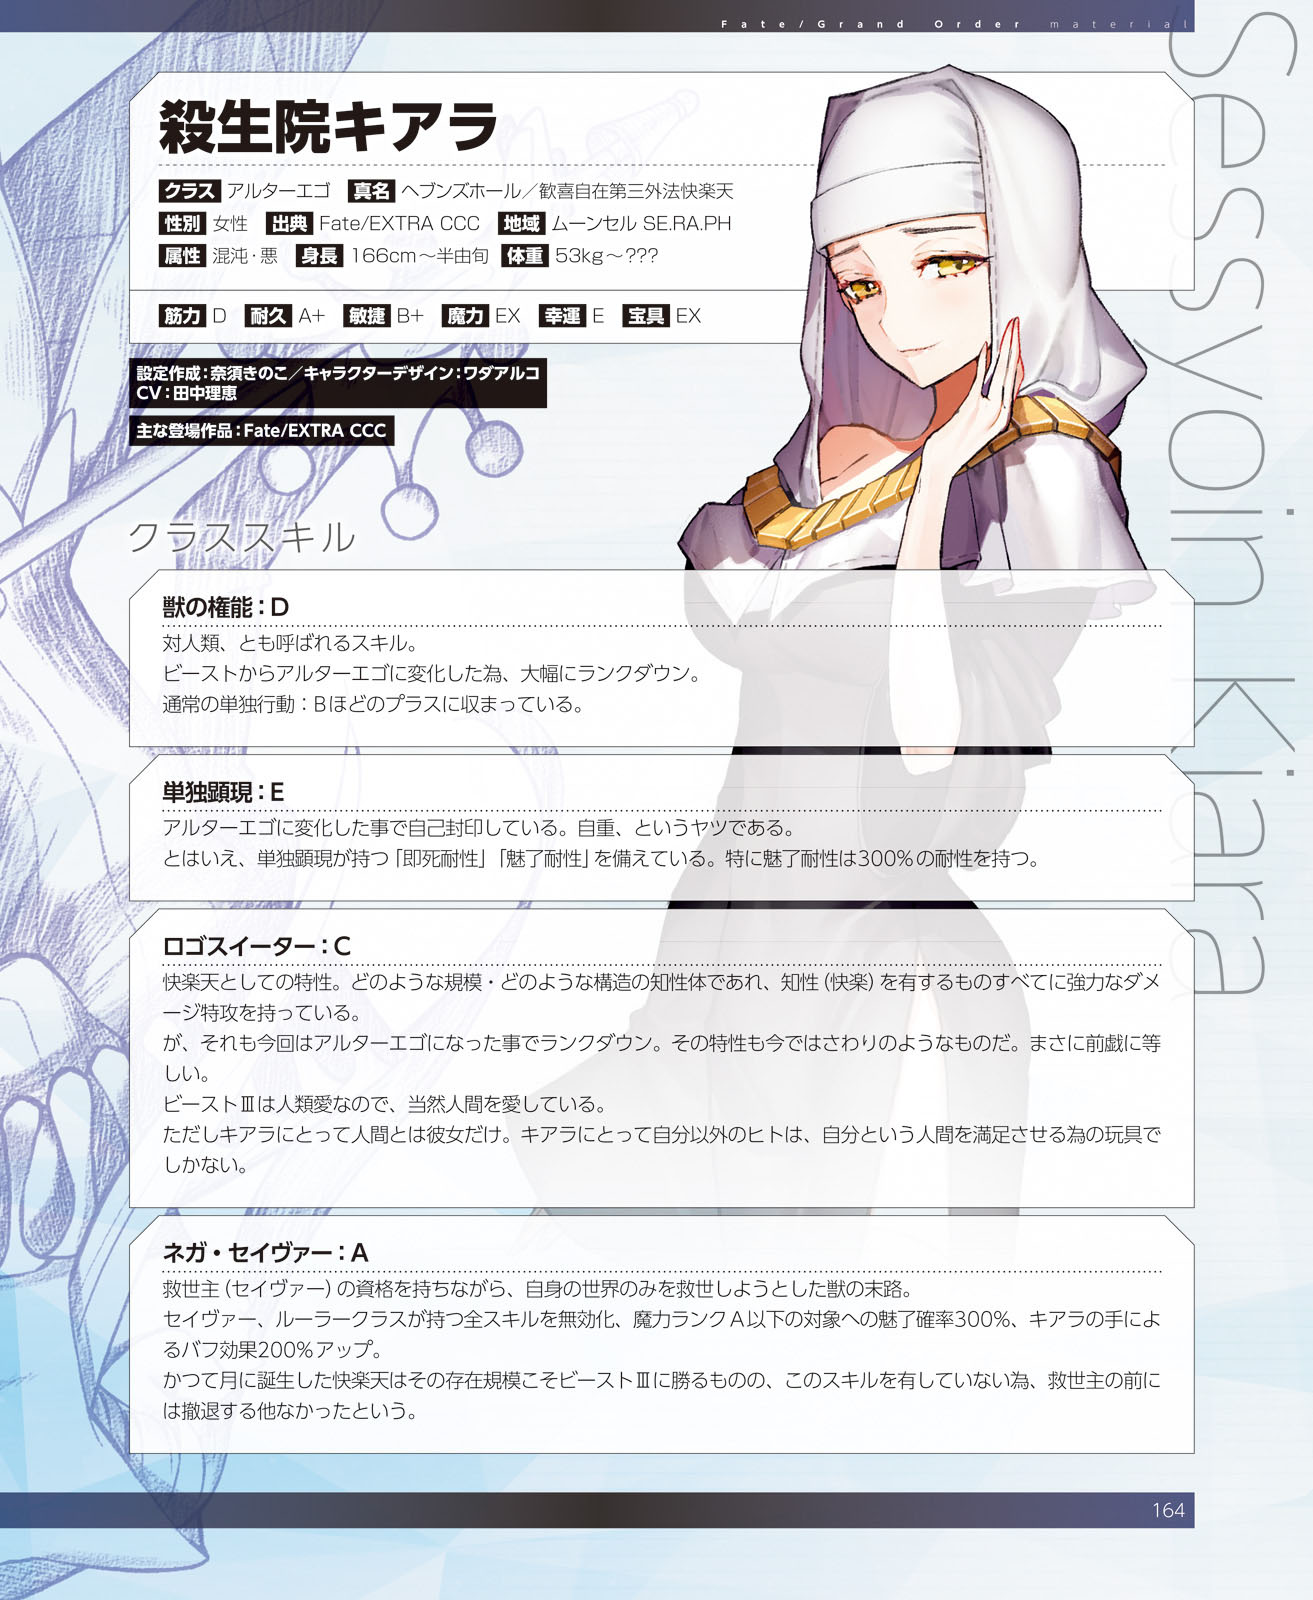 Fate/Grand Order material
Sessyoin Kiara
殺生院キアラ
クラス アルターエゴ 真名 ヘブンズホール／歓喜自在第三外法快楽天
性別 女性 出典 Fate/EXTRA CCC 地域 ムーンセル SE.RA.PH
属性 混沌・悪 身長 166cm～半由旬 体重 53kg～???
筋力 D 耐久 A+ 敏捷 B+ 魔力 EX 幸運 E 宝具 EX
設定作成：奈須きのこ／キャラクターデザイン：ワダアルコ
CV：田中理恵
主な登場作品：Fate/EXTRA CCC
クラススキル
獣の権能：D
対人類、とも呼ばれるスキル。
ビーストからアルターエゴに変化した為、大幅にランクダウン。
通常の単独行動：Bほどのプラスに収まっている。
単独顕現：E
アルターエゴに変化した事で自己封印している。自重、というヤツである。
とはいえ、単独顕現が持つ「即死耐性」「魅了耐性」を備えている。特に魅了耐性は300%の耐性を持つ。
ロゴスイーター：C
快楽天としての特性。どのような規模・どのような構造の知性体であれ、知性（快楽）を有するものすべてに強力なダメ
ージ特攻を持っている。
が、それも今回はアルターエゴになった事でランクダウン。その特性も今ではさわりのようなものだ。まさに前戯に等
しい。
ビーストⅢは人類愛なので、当然人間を愛している。
ただしキアラにとって人間とは彼女だけ。キアラにとって自分以外のヒトは、自分という人間を満足させる為の玩具で
しかない。
ネガ・セイヴァー：A
救世主（セイヴァー）の資格を持ちながら、自身の世界のみを救世しようとした獣の末路。
セイヴァー、ルーラークラスが持つ全スキルを無効化、魔力ランクA以下の対象への魅了確率300%、キアラの手によ
るバフ効果200%アップ。
かつて月に誕生した快楽天はその存在規模こそビーストⅢに勝るものの、このスキルを有していない為、救世主の前に
は撤退する他なかったという。
164